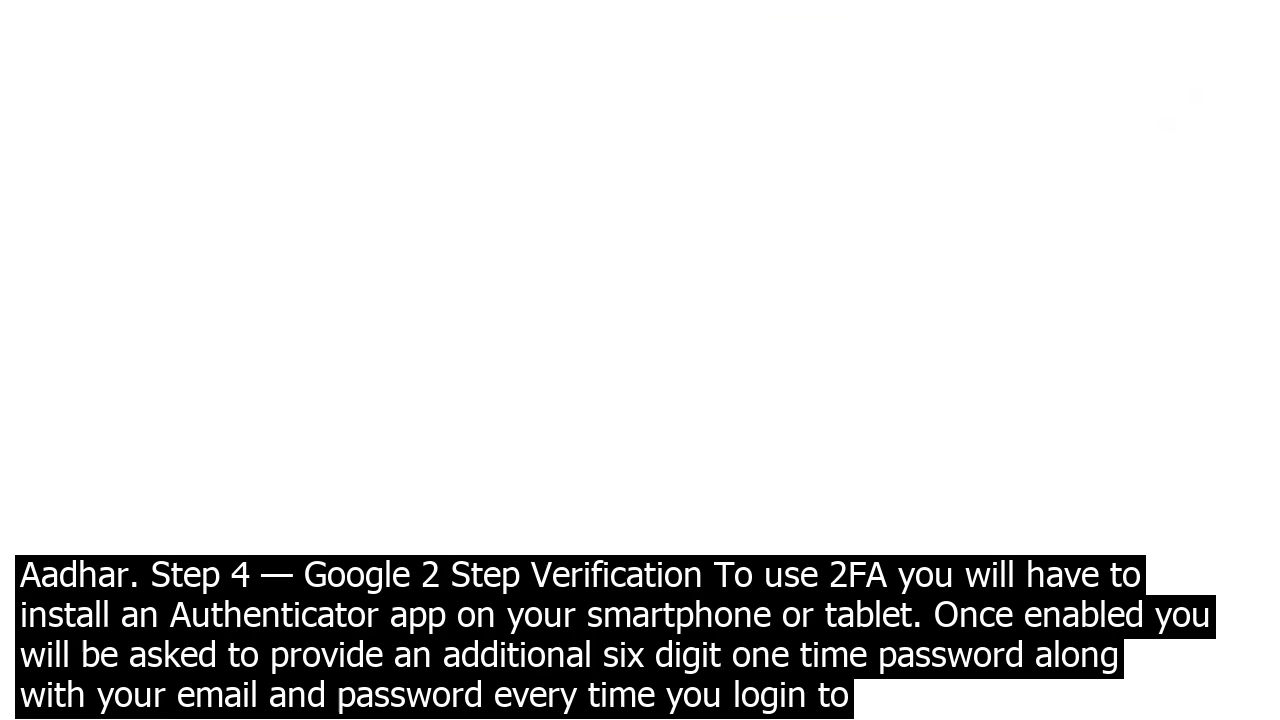 Aadhar. Step 4 — Google 2 Step Verification To use 2FA you will have to
install an Authenticator app on your smartphone or tablet. Once enabled you
will be asked to provide an additional six digit one time password along
with your email and password every time you login to